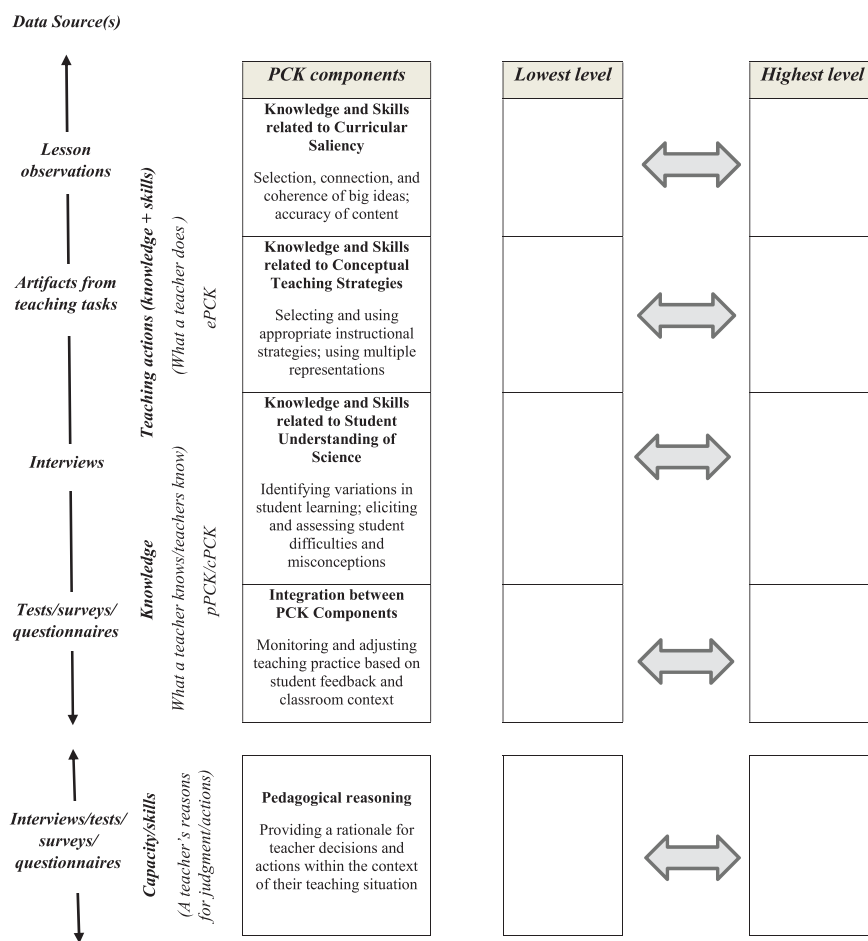 Data Source(s)
PCK components
Lowest level
Highest level
Lesson
observations
Artifacts from
teaching tasks
Interviews
Tests/surveys/
questionnaires
Teaching actions (knowledge + skills)
(What a teacher does )
ePCK
Knowledge
What a teacher knows/teachers know)
pPCK/cPCK
Knowledge and Skills
related to Curricular
Saliency
Selection, connection, and
coherence of big ideas;
accuracy of content
Knowledge and Skills
related to Conceptual
Teaching Strategies
Selecting and using
appropriate instructional
strategies; using multiple
representations
Knowledge and Skills
related to Student
Understanding of
Science
Identifying variations in
student learning; eliciting
and assessing student
difficulties and
misconceptions
Integration between
PCK Components
Monitoring and adjusting
teaching practice based on
student feedback and
classroom context
Interviews/tests/
surveys/
questionnaires
Capacity/skills
(A teacher's reasons
for judgment/actions)
Pedagogical reasoning
Providing a rationale for
teacher decisions and
actions within the context
of their teaching situation